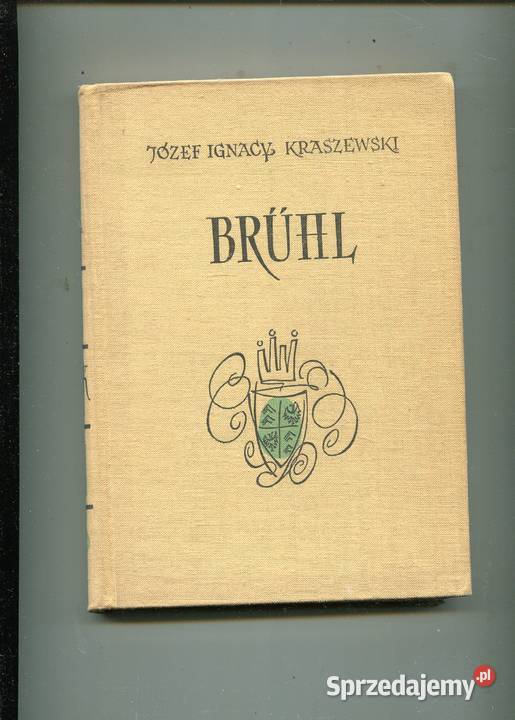 JÓZEF IGNACY KRASZEWSKI
BRÜHL
Sprzedajemy.pl